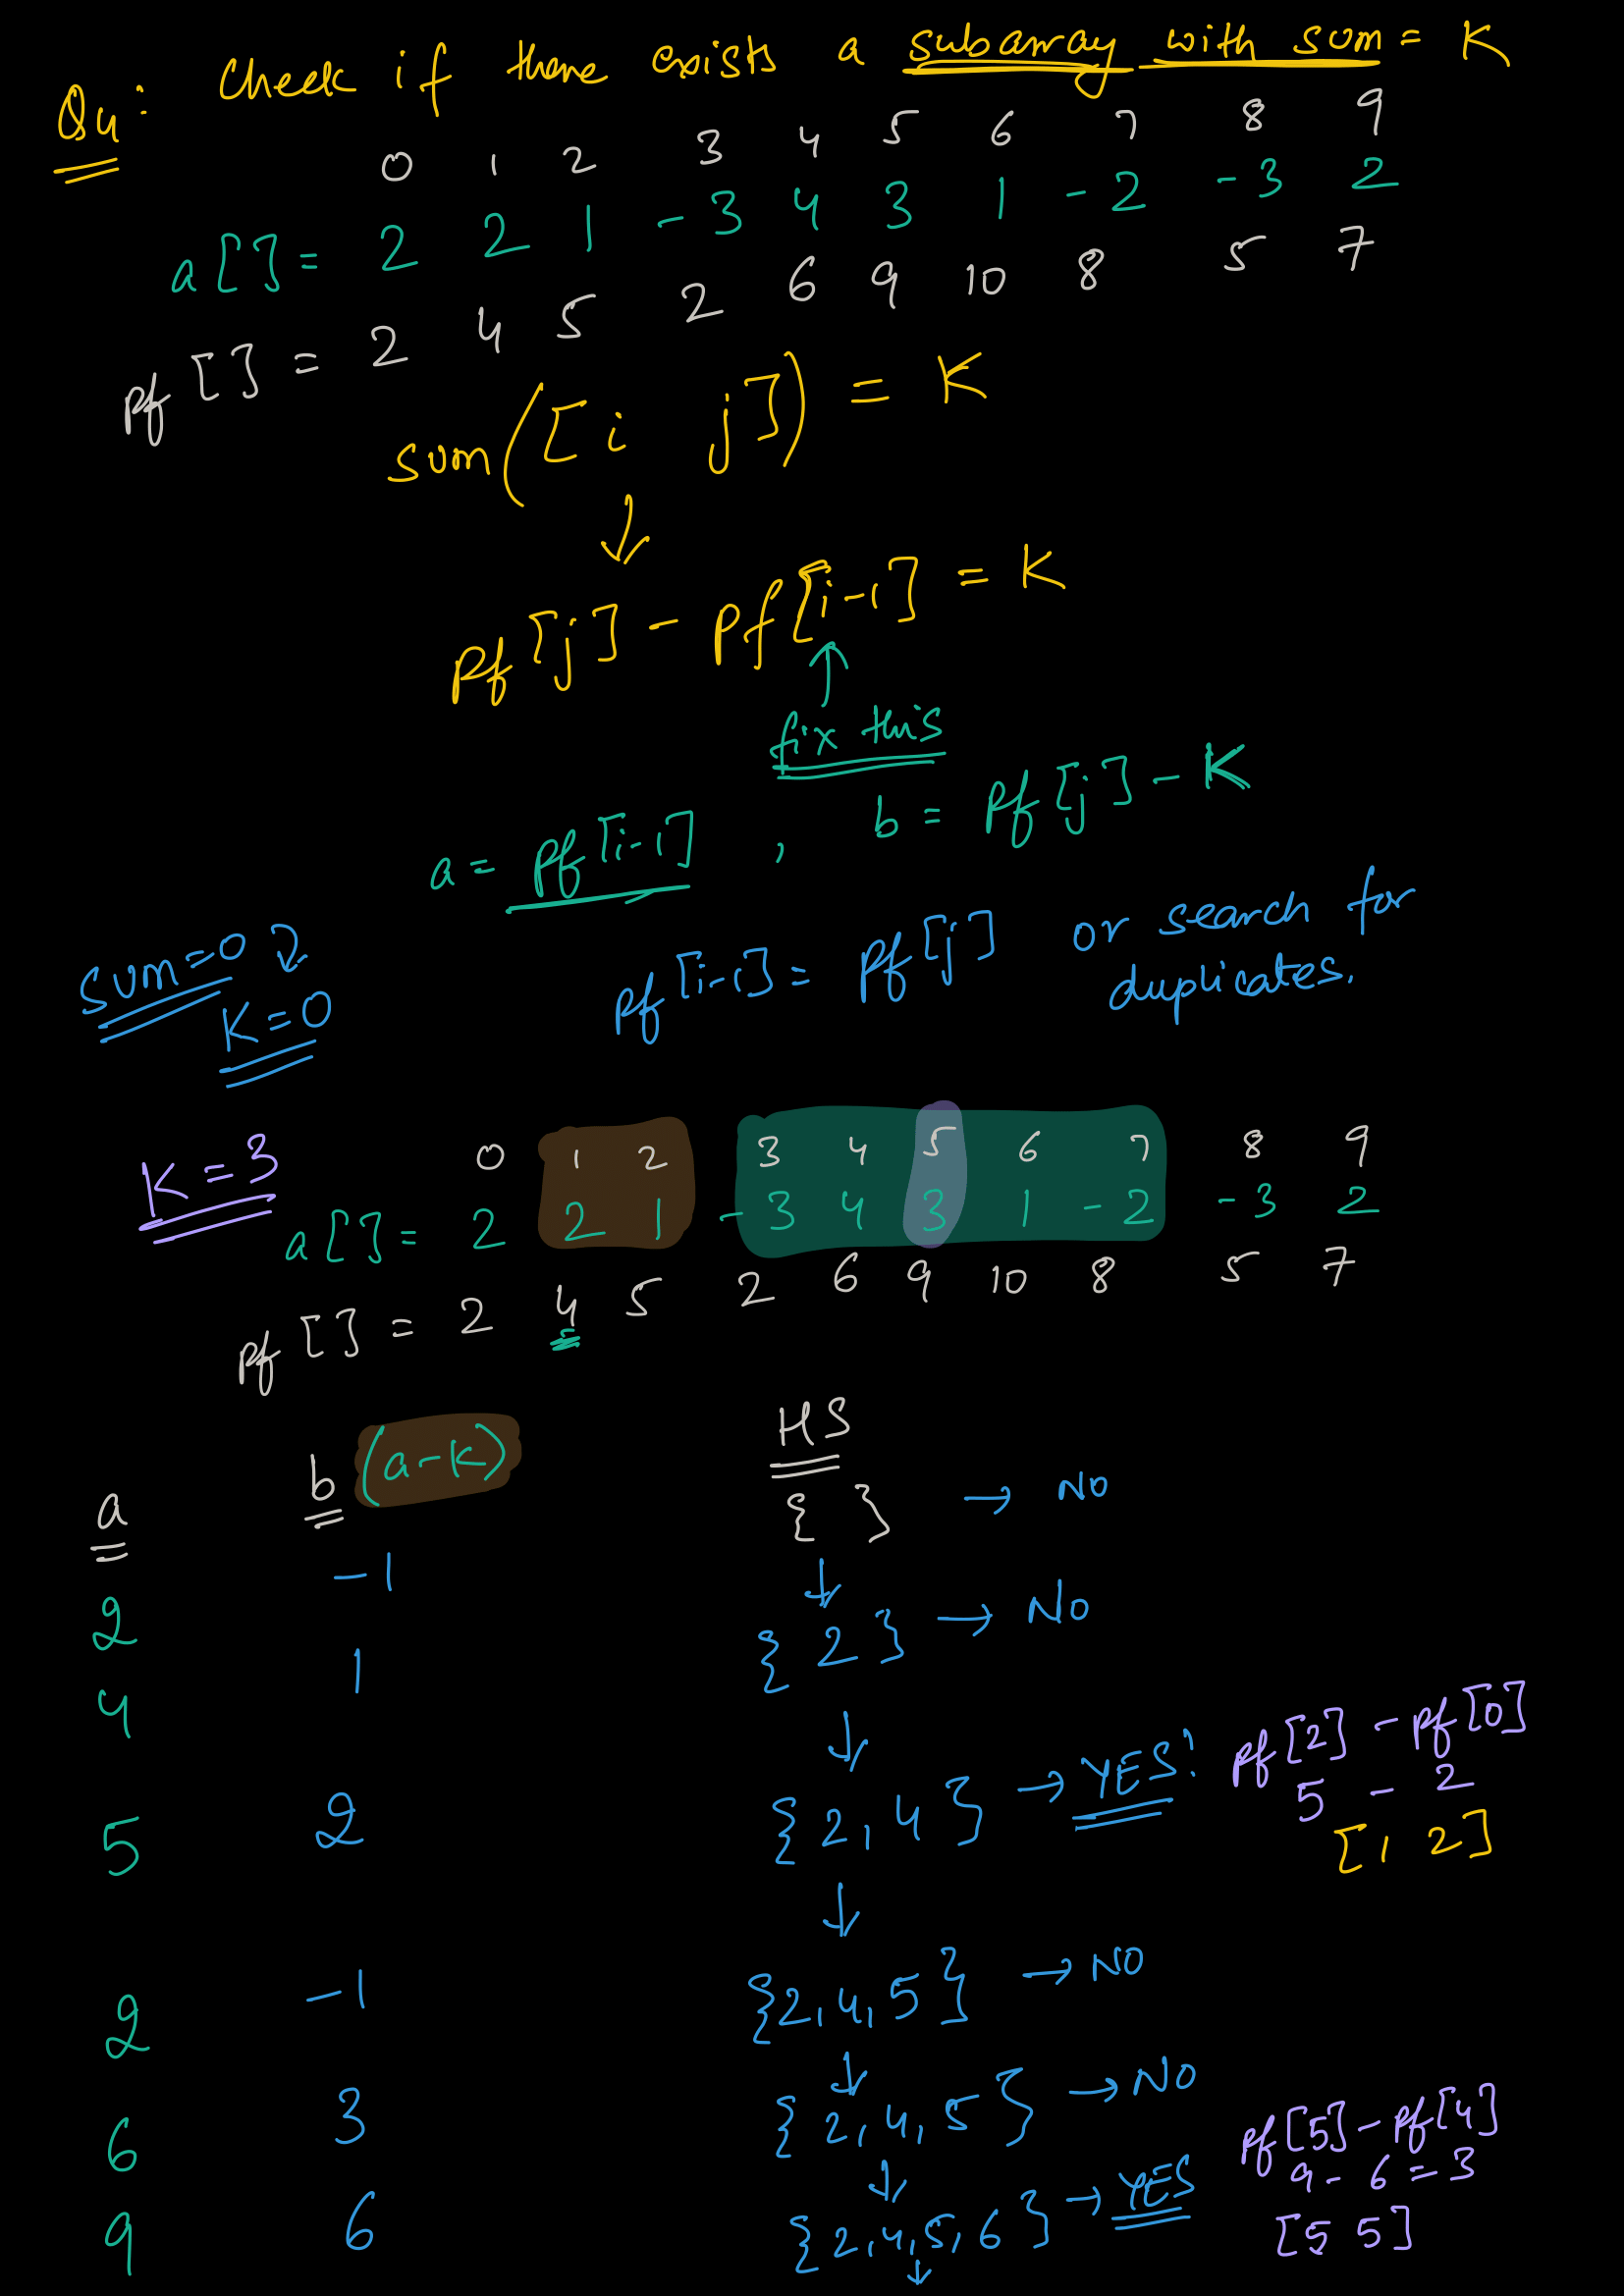 Q4: Check if there exists a subarray with sum = K
0 1 2 3 4 5 6 7 8 9
a[] = 2 2 1 -3 4 3 1 -2 -3 2
pf[] = 2 4 5 2 6 9 10 8 5 7
sum([i j]) = K
↓
pf[j] - pf[i-1] = K
↑
fix this
a = pf[i-1] , b = pf[j] - K
sum=0 ↓
K=0
pf[i-1] = pf[j] or search for
duplicates.
K = 3
0 1 2 3 4 5 6 7 8 9
a[] = 2 2 1 -3 4 3 1 -2 -3 2
pf[] = 2 4 5 2 6 9 10 8 5 7
a b (a-K) HS
{ } → NO
↓
2 -1
{ 2 } → No
4 1
↓
{ 2, 4 } → YES! pf[2] - pf[0]
5 - 2
[1 2]
5 2
↓
{2, 4, 5} → NO
2 -1
↓
{ 2, 4, 5 } → NO
6 3
↓
{ 2, 4, 5, 6 } → YES pf[5] - pf[4]
9 - 6 = 3
[5 5]
9 6
↓